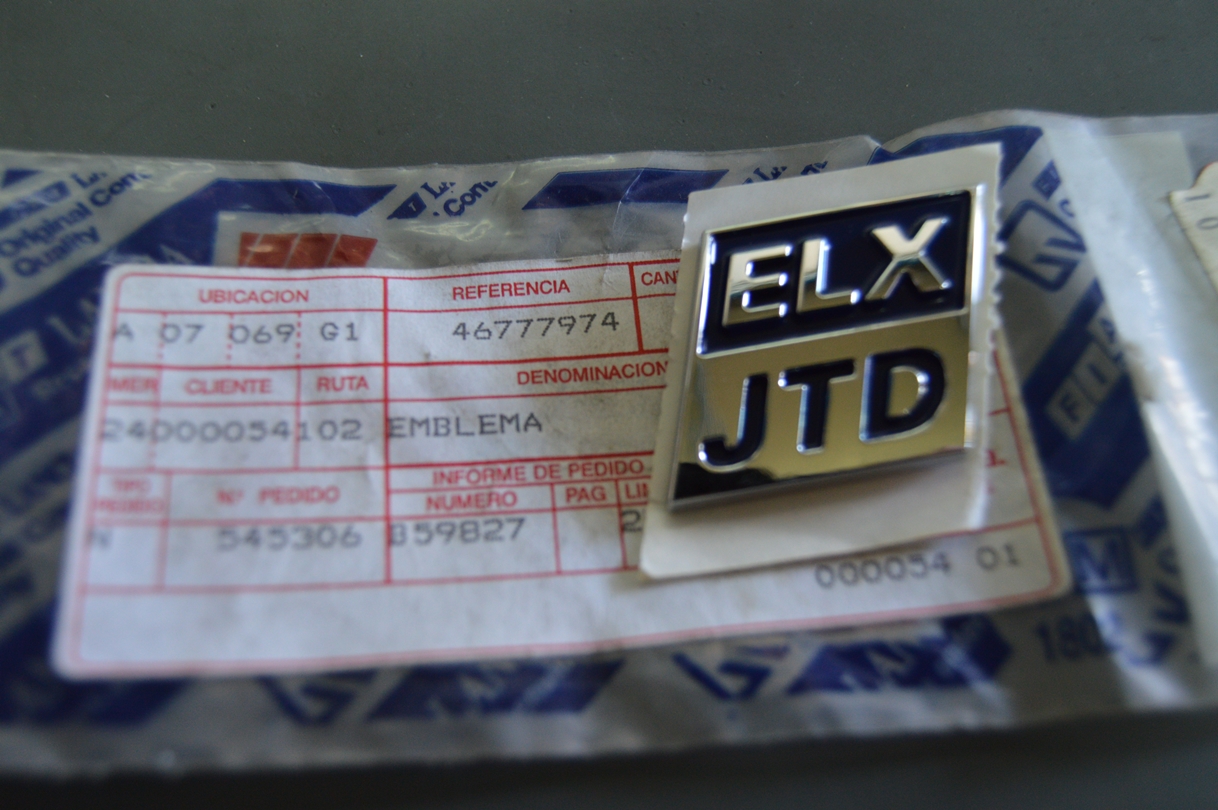 Original
Quality
UBICACION
REFERENCIA
A 07 069 G1
46777974
CLIENTE
RUTA
DENOMINACION
24000054102
EMBLEMA
INFORME DE PEDIDO
Nº PEDIDO
NUMERO
PAG
545306
859827
000054 01
ELX
JTD